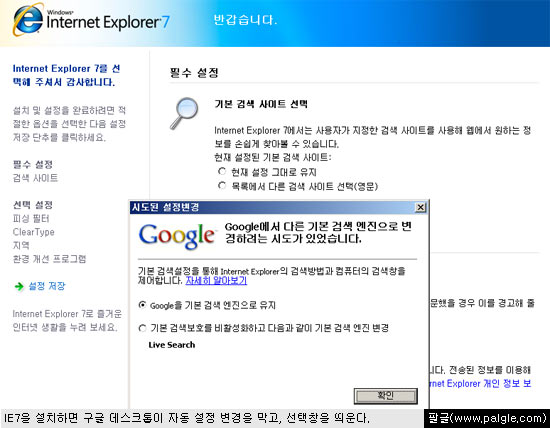 Windows
Internet Explorer 7
반갑습니다.
Internet Explorer 7를 선
택해 주셔서 감사합니다.
설치 및 설정을 완료하려면 적
절한 옵션을 선택한 다음 설정
저장 단추를 클릭하세요.
필수 설정
검색 사이트
선택 설정
피싱 필터
ClearType
지역
환경 개선 프로그램
설정 저장
Internet Explorer 7로 즐거운
인터넷 생활을 누려 보세요.
필수 설정
기본 검색 사이트 선택
Internet Explorer 7에서는 사용자가 지정한 검색 사이트를 사용해 웹에서 원하는 정
보를 손쉽게 찾아볼 수 있습니다.
현재 설정된 기본 검색 사이트:
현재 설정 그대로 유지
목록에서 다른 검색 사이트 선택(영문)
시도된 설정변경
Google
Google에서 다른 기본 검색 엔진으로 변
경하려는 시도가 있었습니다.
기본 검색설정을 통해 Internet Explorer의 검색방법과 컴퓨터의 검색창을
제어합니다. 자세히 알아보기
Google을 기본 검색 엔진으로 유지
기본 검색보호를 비활성화하고 다음과 같이 기본 검색 엔진 변경
Live Search
확인
문했을 경우 이를 경고해 줄
니다. 전송된 정보를 이용해
Internet Explorer 개인 정보 보
IE7을 설치하면 구글 데스크톱이 자동 설정 변경을 막고, 선택창을 띄운다.
팔글(www.palgle.com)